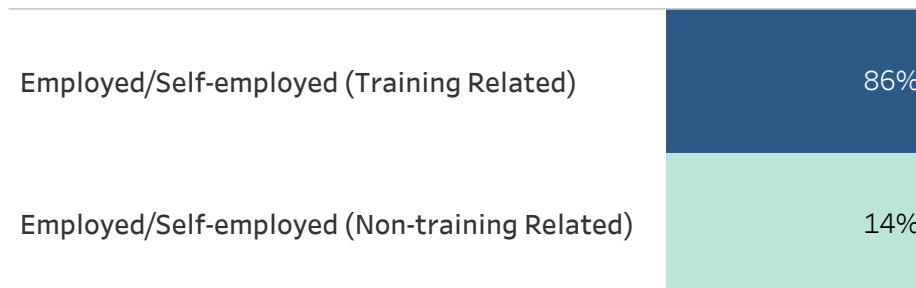 Employed/Self-employed (Training Related) 86%
Employed/Self-employed (Non-training Related) 14%